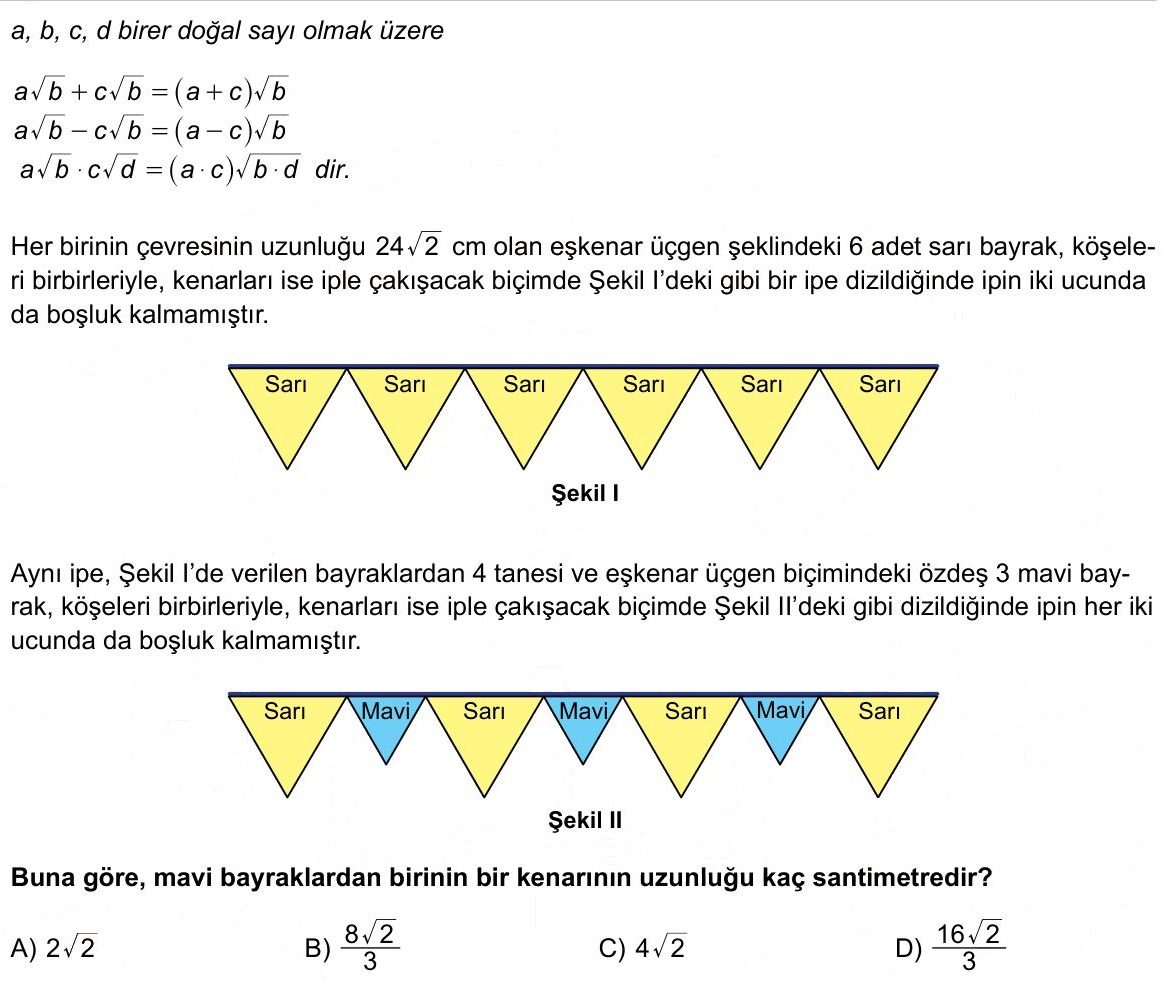 a, b, c, d birer doğal sayı olmak üzere
a√b + c√b = (a + c)√b
a√b − c√b = (a − c)√b
a√b · c√d = (a · c)√(b · d) dir.
Her birinin çevresinin uzunluğu 24√2 cm olan eşkenar üçgen şeklindeki 6 adet sarı bayrak, köşele-
ri birbirleriyle, kenarları ise iple çakışacak biçimde Şekil I’deki gibi bir ipe dizildiğinde ipin iki ucunda
da boşluk kalmamıştır.
Sarı Sarı Sarı Sarı Sarı Sarı
Şekil I
Aynı ipe, Şekil I’de verilen bayraklardan 4 tanesi ve eşkenar üçgen biçimindeki özdeş 3 mavi bay-
rak, köşeleri birbirleriyle, kenarları ise iple çakışacak biçimde Şekil II’deki gibi dizildiğinde ipin her iki
ucunda da boşluk kalmamıştır.
Sarı Mavi Sarı Mavi Sarı Mavi Sarı
Şekil II
Buna göre, mavi bayraklardan birinin bir kenarının uzunluğu kaç santimetredir?
A) 2√2 B) 8√2/3 C) 4√2 D) 16√2/3